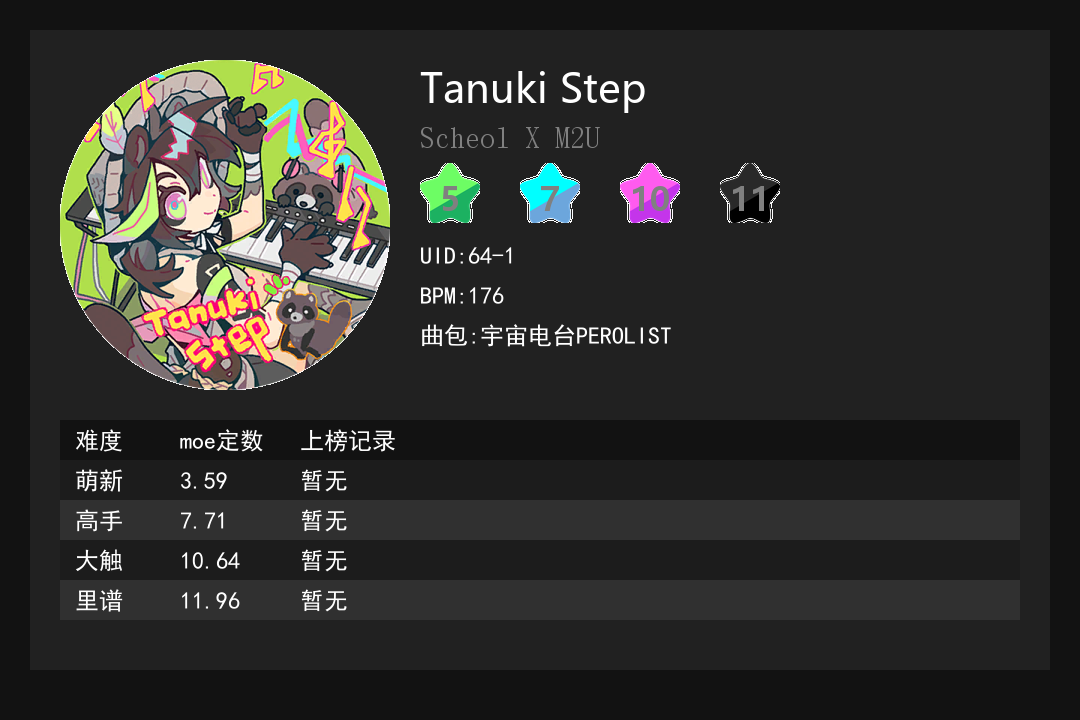 Tanuki Step
Tanuki Step
Scheol X M2U
5 7 10 11
UID:64-1
BPM:176
曲包:宇宙电台PEROLIST
难度 moe定数 上榜记录
萌新 3.59 暂无
高手 7.71 暂无
大触 10.64 暂无
里谱 11.96 暂无